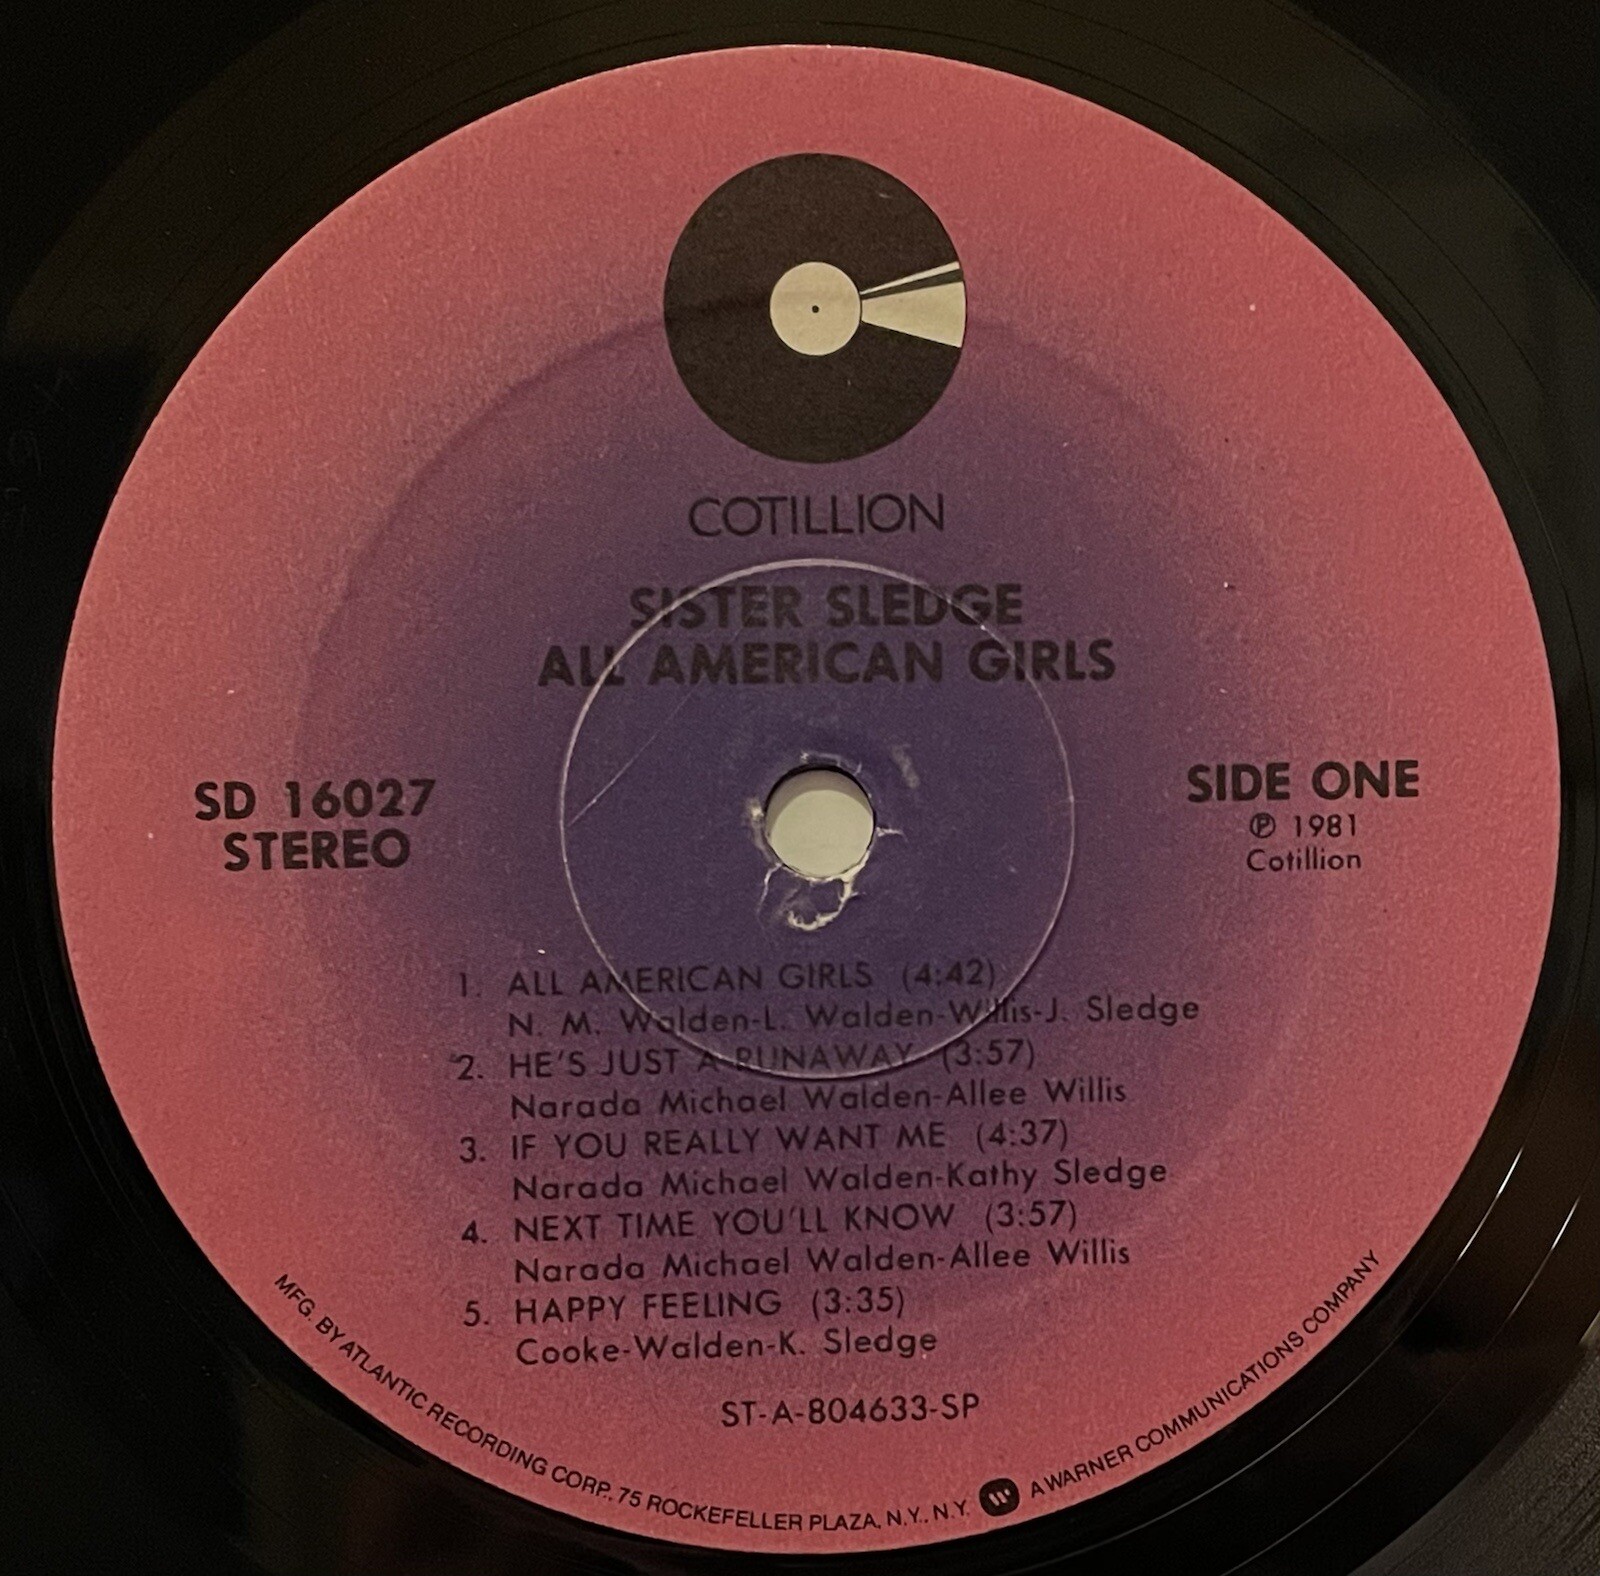 COTILLION
SISTER SLEDGE
ALL AMERICAN GIRLS
SD 16027
STEREO
SIDE ONE
℗ 1981
Cotillion
1. ALL AMERICAN GIRLS (4:42)
N. M. Walden-L. Walden-Willis-J. Sledge
2. HE'S JUST A RUNAWAY (3:57)
Narada Michael Walden-Allee Willis
3. IF YOU REALLY WANT ME (4:37)
Narada Michael Walden-Kathy Sledge
4. NEXT TIME YOU'LL KNOW (3:57)
Narada Michael Walden-Allee Willis
5. HAPPY FEELING (3:35)
Cooke-Walden-K. Sledge
ST-A-804633-SP
MFG. BY ATLANTIC RECORDING CORP., 75 ROCKEFELLER PLAZA, N.Y., N.Y. A WARNER COMMUNICATIONS COMPANY